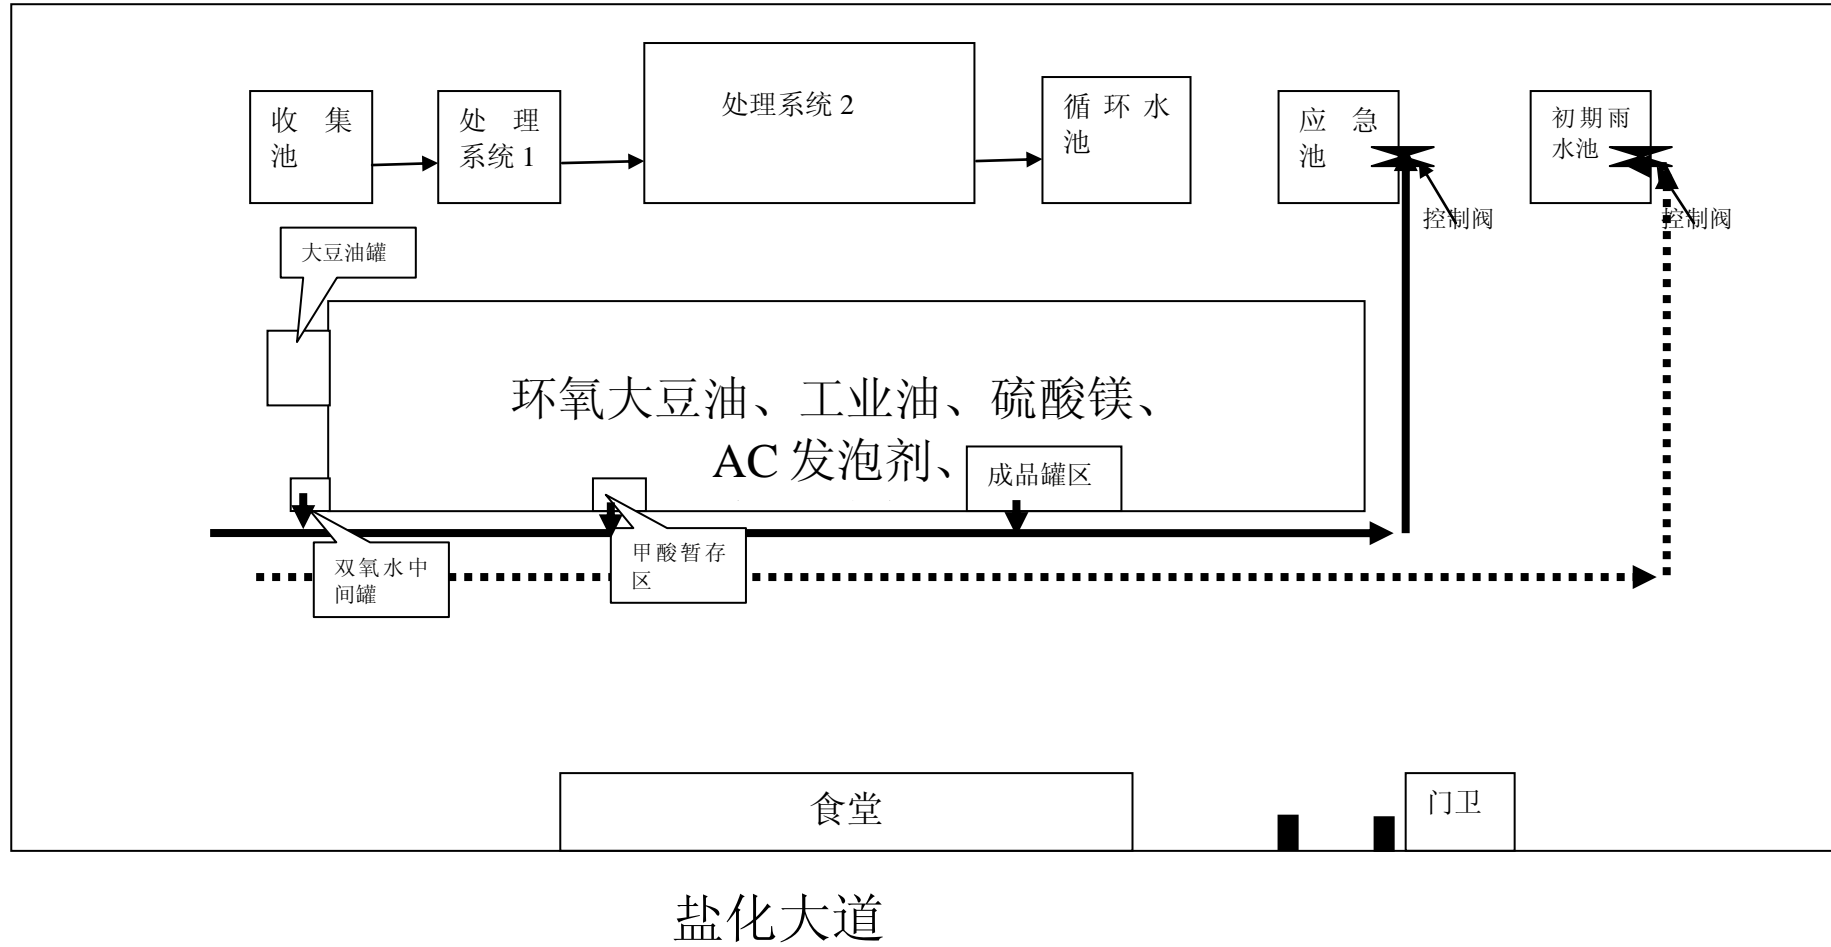 收集
池
处理
系统 1
处理系统 2
循环水
池
应急
池
初期雨
水池
控制阀
控制阀
大豆油罐
环氧大豆油、工业油、硫酸镁、
AC 发泡剂、
成品罐区
双氧水中
间罐
甲酸暂存
区
食堂
门卫
盐化大道